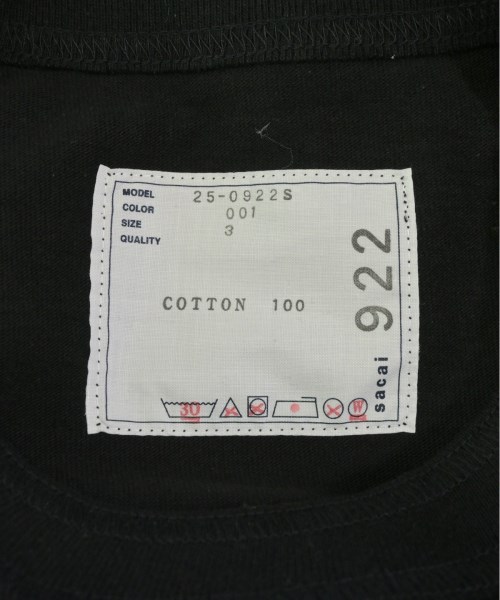 MODEL 25-0922S
COLOR 001
SIZE 3
QUALITY
COTTON 100
sacai 922
30
W